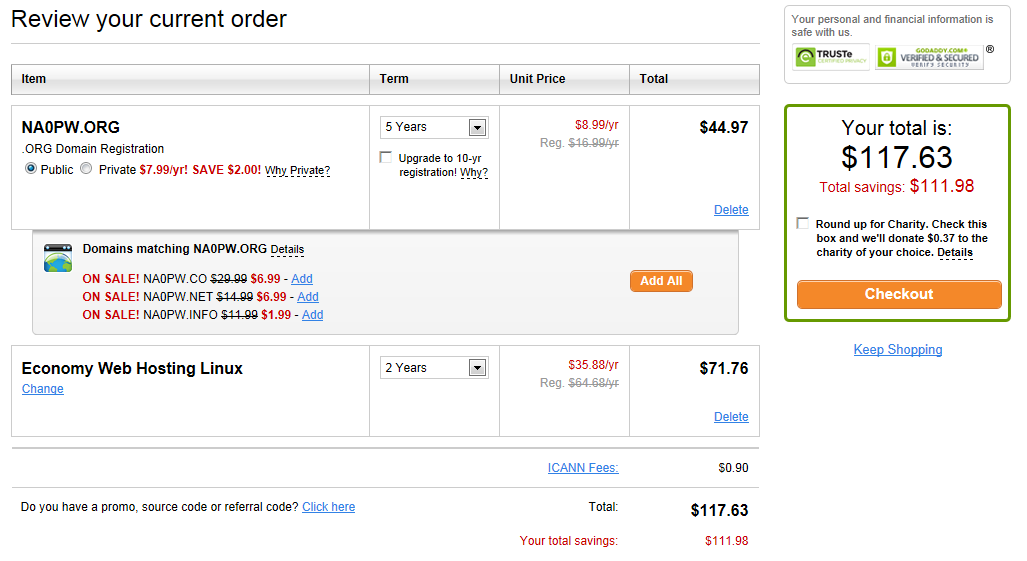 Review your current order
Item Term Unit Price Total
NA0PW.ORG
.ORG Domain Registration
Public Private $7.99/yr! SAVE $2.00! Why Private?
5 Years
Upgrade to 10-yr
registration! Why?
$8.99/yr
Reg. $16.99/yr
$44.97
Delete
Domains matching NA0PW.ORG Details
ON SALE! NA0PW.CO $29.99 $6.99 - Add
ON SALE! NA0PW.NET $14.99 $6.99 - Add
ON SALE! NA0PW.INFO $11.99 $1.99 - Add
Add All
Economy Web Hosting Linux
Change
2 Years
$35.88/yr
Reg. $64.68/yr
$71.76
Delete
ICANN Fees: $0.90
Do you have a promo, source code or referral code? Click here
Total: $117.63
Your total savings: $111.98
Your personal and financial information is
safe with us.
TRUSTe
CERTIFIED PRIVACY
GODADDY.COM®
VERIFIED & SECURED
VERIFY SECURITY
®
Your total is:
$117.63
Total savings: $111.98
Round up for Charity. Check this
box and we'll donate $0.37 to the
charity of your choice. Details
Checkout
Keep Shopping